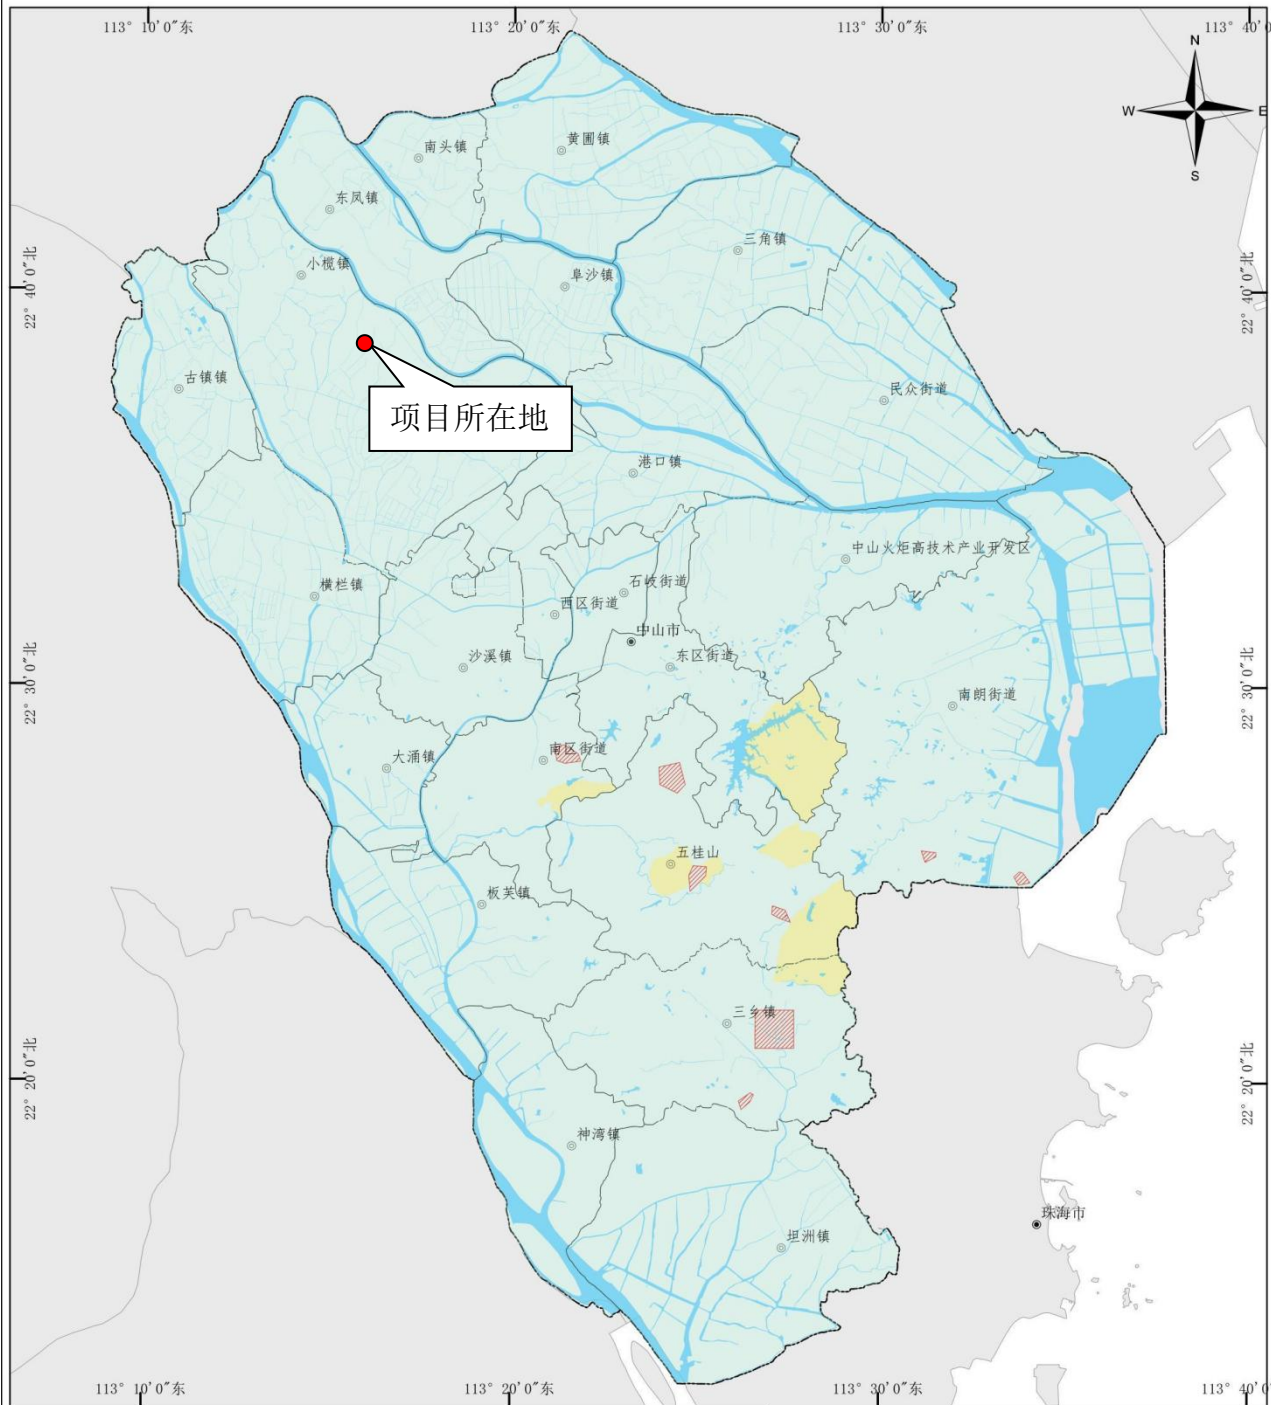 113° 10'0"东
113° 20'0"东
113° 30'0"东
113° 40'0
N
W
E
S
南头镇
黄圃镇
东凤镇
三角镇
小榄镇
阜沙镇
22° 40'0"北
22° 40'0"北
古镇镇
民众街道
项目所在地
港口镇
中山火炬高技术产业开发区
横栏镇
石岐街道
西区街道
中山市
沙溪镇
东区街道
22° 30'0"北
22° 30'0"北
南朗街道
大涌镇
南区街道
五桂山
板芙镇
三乡镇
22° 20'0"北
22° 20'0"北
神湾镇
珠海市
坦洲镇
113° 10'0"东
113° 20'0"东
113° 30'0"东
113° 40'0